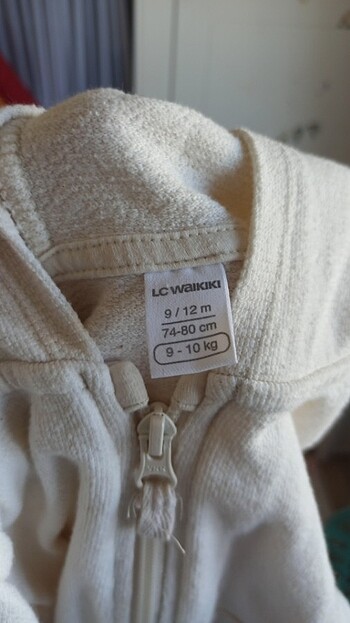 LC WAIKIKI
9 / 12 m
74-80 cm
9 - 10 kg